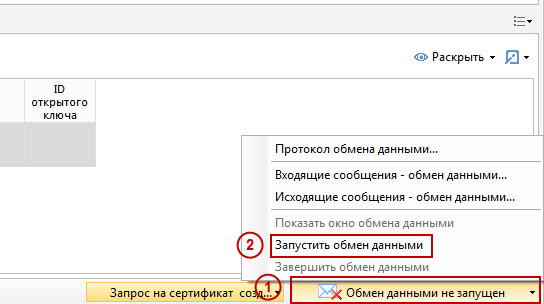 Раскрыть
ID
открытого
ключа
Протокол обмена данными...
Входящие сообщения - обмен данными...
Исходящие сообщения - обмен данными...
Показать окно обмена данными
2
Запустить обмен данными
Завершить обмен данными
1
Запрос на сертификат созд...
Обмен данными не запущен